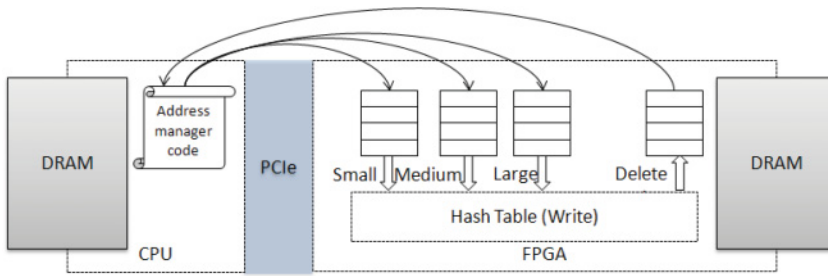 DRAM
Address
manager
code
PCIe
Small
Medium
Large
Delete
DRAM
Hash Table (Write)
CPU
FPGA